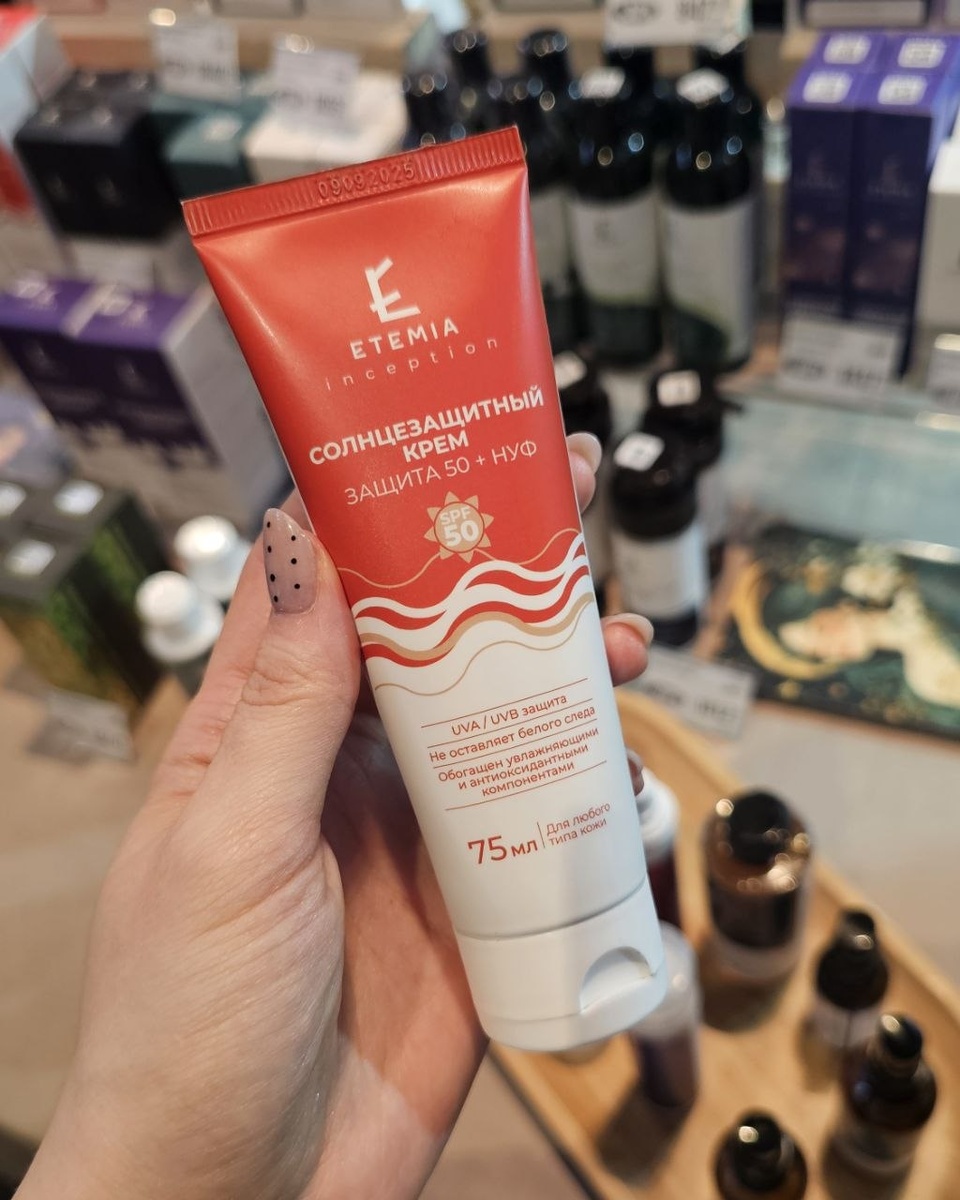 09092025
ETEMIA
inception
СОЛНЦЕЗАЩИТНЫЙ
КРЕМ
ЗАЩИТА 50 + НУФ
SPF
50
UVA / UVB защита
Не оставляет белого следа
Обогащен увлажняющими
и антиоксидантными
компонентами
75 мл
Для любого
типа кожи